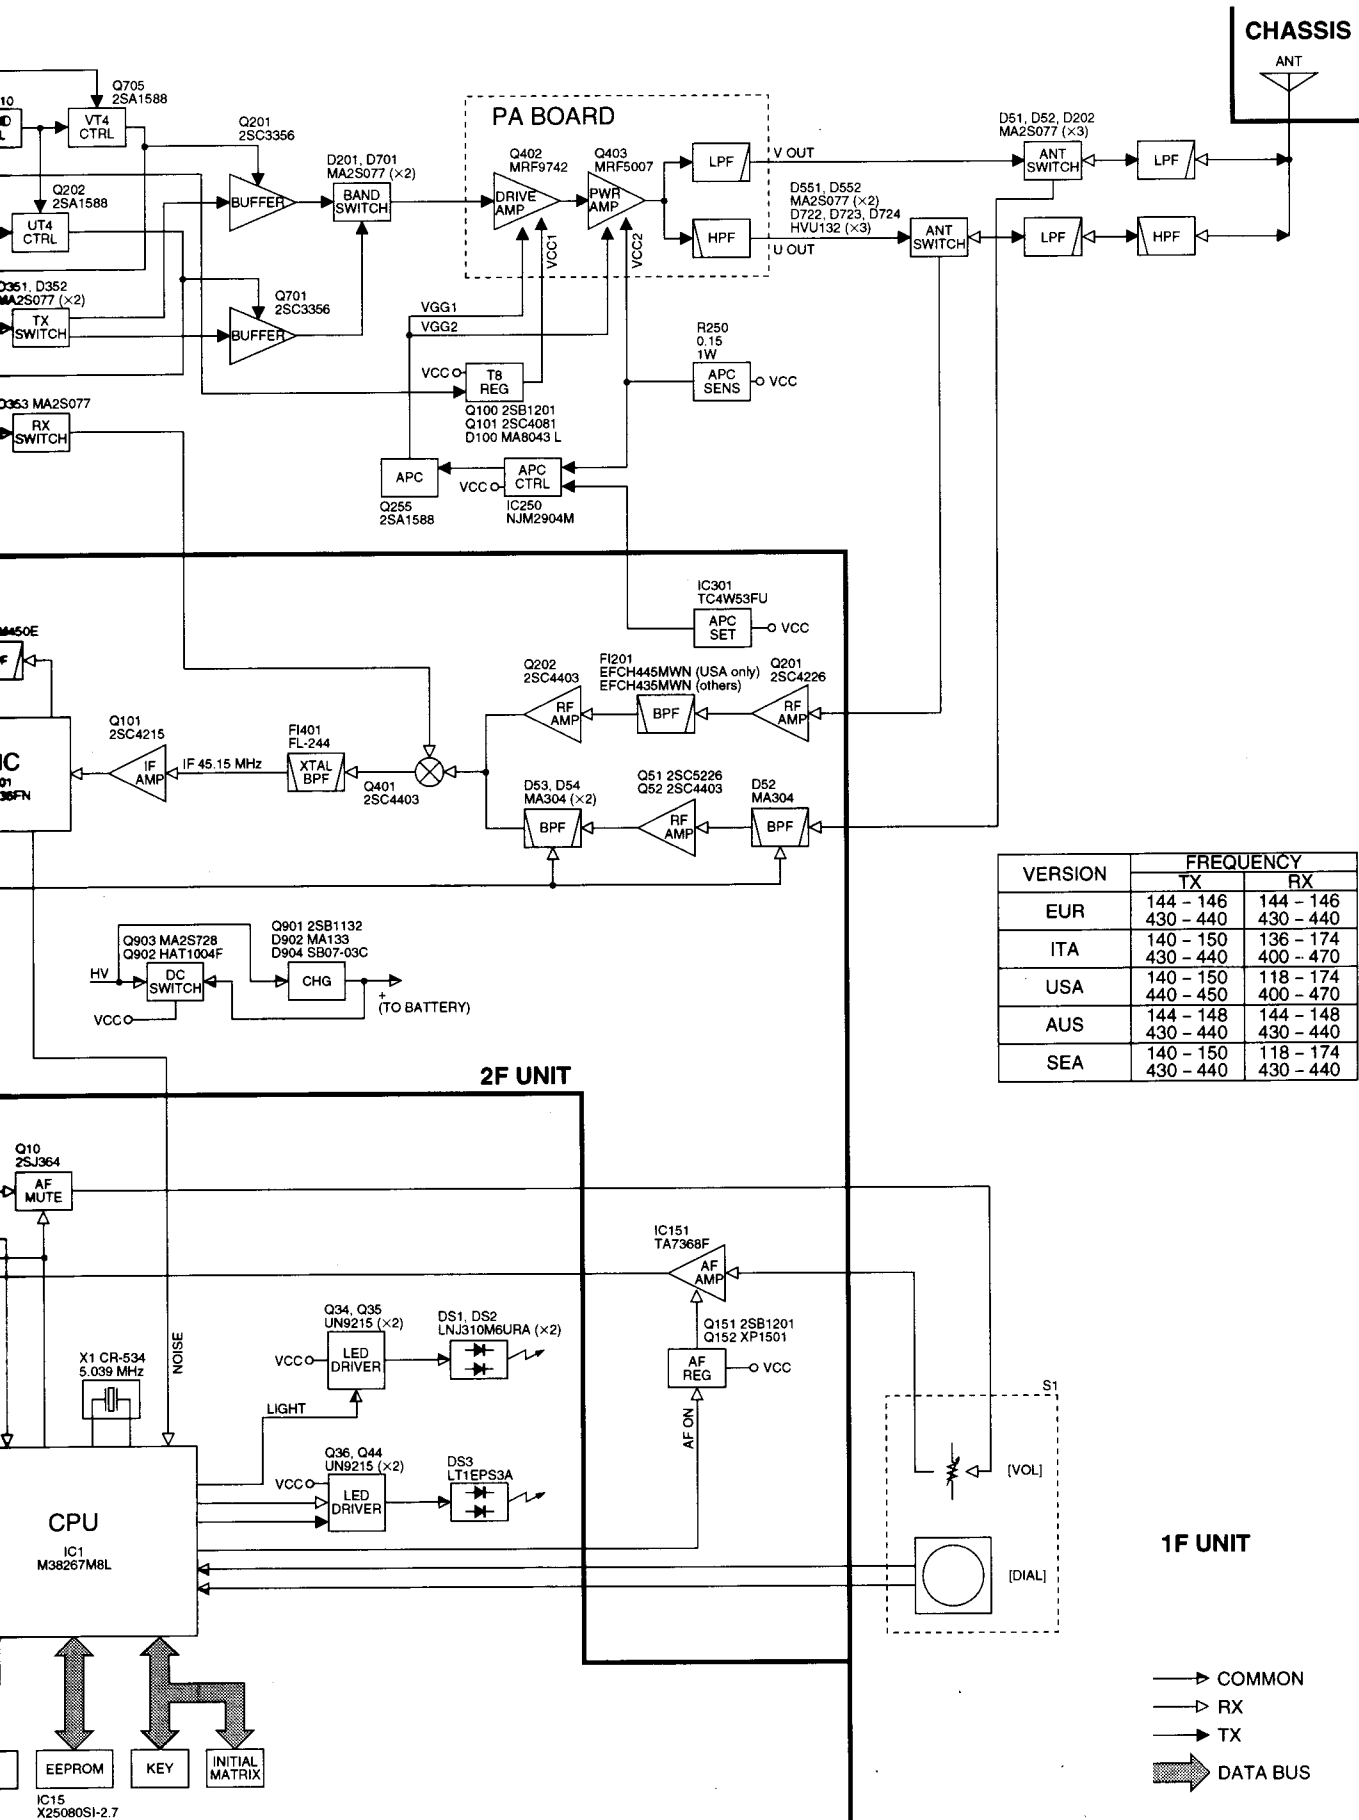 CHASSIS
ANT
10
Q705
2SA1588
VT4
CTRL
Q201
2SC3356
BUFFER
Q202
2SA1588
UT4
CTRL
D201, D701
MA2S077 (×2)
BAND
SWITCH
PA BOARD
Q402
MRF9742
DRIVE
AMP
Q403
MRF5007
PWR
AMP
LPF
V OUT
HPF
U OUT
VCC1
VCC2
D51, D52, D202
MA2S077 (×3)
ANT
SWITCH
LPF
D551, D552
MA2S077 (×2)
D722, D723, D724
HVU132 (×3)
ANT
SWITCH
LPF
HPF
D351, D352
MA2S077 (×2)
TX
SWITCH
Q701
2SC3356
BUFFER
VGG1
VGG2
R250
0.15
1W
APC
SENS
VCC
VCC
T8
REG
Q100 2SB1201
Q101 2SC4081
D100 MA8043 L
D353 MA2S077
RX
SWITCH
APC
Q255
2SA1588
VCC
APC
CTRL
IC250
NJM2904M
IC301
TC4W53FU
APC
SET
VCC
450E
Q202
2SC4403
RF
AMP
FI201
EFCH445MWN (USA only)
EFCH435MWN (others)
BPF
Q201
2SC4226
RF
AMP
Q101
2SC4215
IF
AMP
IF 45.15 MHz
FI401
FL-244
XTAL
BPF
Q401
2SC4403
D53, D54
MA304 (×2)
BPF
Q51 2SC5226
Q52 2SC4403
RF
AMP
D52
MA304
BPF
VERSION
FREQUENCY
TX RX
EUR 144 – 146 144 – 146
430 – 440 430 – 440
ITA 140 – 150 136 – 174
430 – 440 400 – 470
USA 140 – 150 118 – 174
440 – 450 400 – 470
AUS 144 – 148 144 – 148
430 – 440 430 – 440
SEA 140 – 150 118 – 174
430 – 440 430 – 440
Q903 MA2S728
Q902 HAT1004F
HV
DC
SWITCH
VCC
Q901 2SB1132
D902 MA133
D904 SB07-03C
CHG
+
(TO BATTERY)
2F UNIT
Q10
2SJ364
AF
MUTE
IC151
TA7368F
AF
AMP
Q151 2SB1201
Q152 XP1501
AF
REG
VCC
AF ON
NOISE
X1 CR-534
5.039 MHz
Q34, Q35
UN9215 (×2)
VCC
LED
DRIVER
DS1, DS2
LNJ310M6URA (×2)
LIGHT
Q36, Q44
UN9215 (×2)
VCC
LED
DRIVER
DS3
LT1EPS3A
S1
[VOL]
[DIAL]
CPU
IC1
M38267M8L
1F UNIT
EEPROM
KEY
INITIAL
MATRIX
IC15
X25080SI-2.7
COMMON
RX
TX
DATA BUS